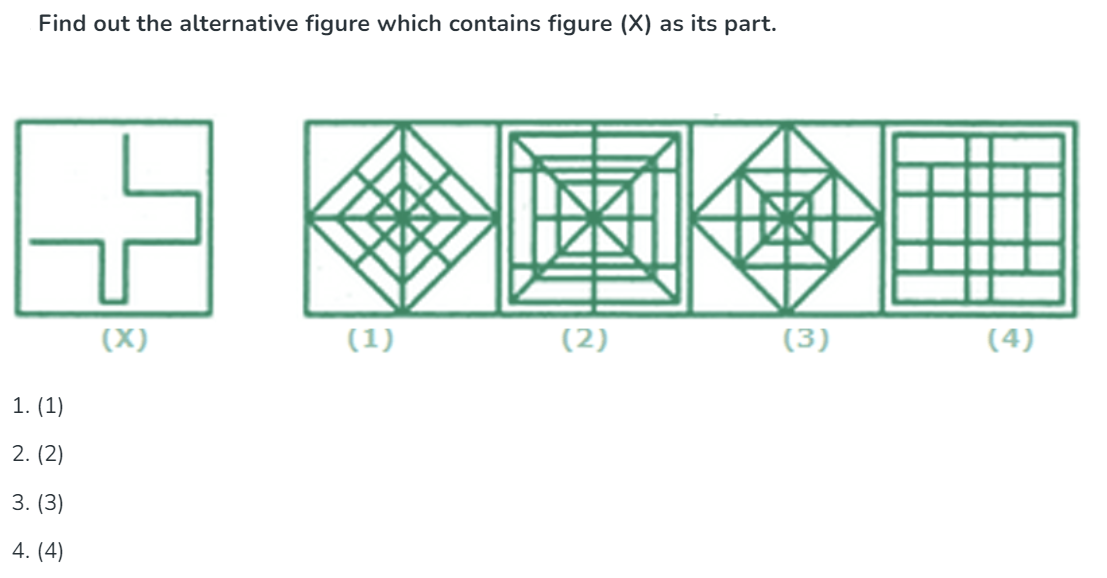 Find out the alternative figure which contains figure (X) as its part.
(X) (1) (2) (3) (4)
1. (1)
2. (2)
3. (3)
4. (4)